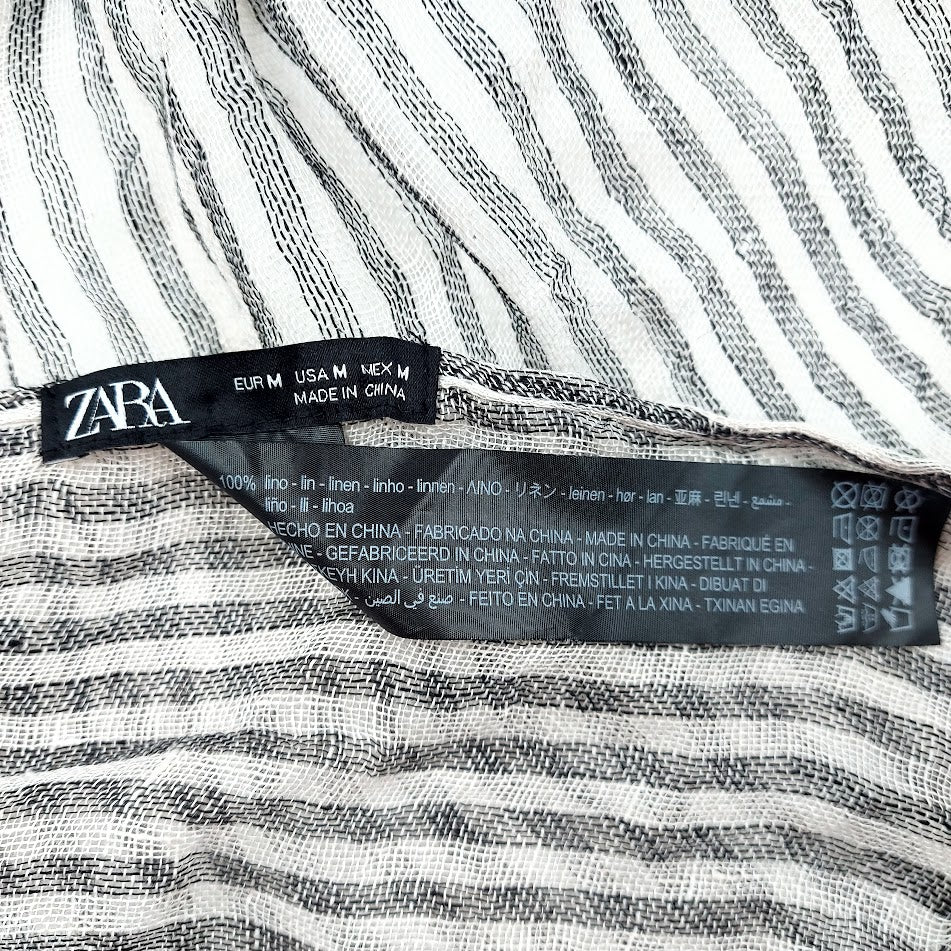 ZARA
EUR M USA M MEX M
MADE IN CHINA
100% lino - lin - linen - linho - linnen - ΛΙΝΟ - リネン - leinen - hør - lan - 亚麻 - 린넨 - مشمع -
liño - lli - lihoa
HECHO EN CHINA - FABRICADO NA CHINA - MADE IN CHINA - FABRIQUÉ EN
- GEFABRICEERD IN CHINA - FATTO IN CINA - HERGESTELLT IN CHINA -
KINA - ÜRETİM YERİ ÇİN - FREMSTILLET I KINA - DIBUAT DI
- صنع في الصين - FEITO EN CHINA - FET A LA XINA - TXINAN EGINA